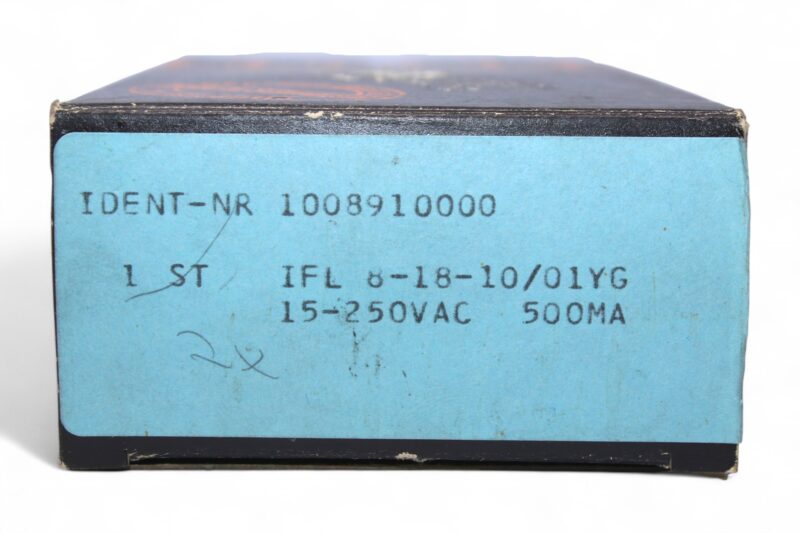 IDENT-NR 1008910000
1 ST IFL 8-18-10/01YG
15-250VAC 500MA
2x